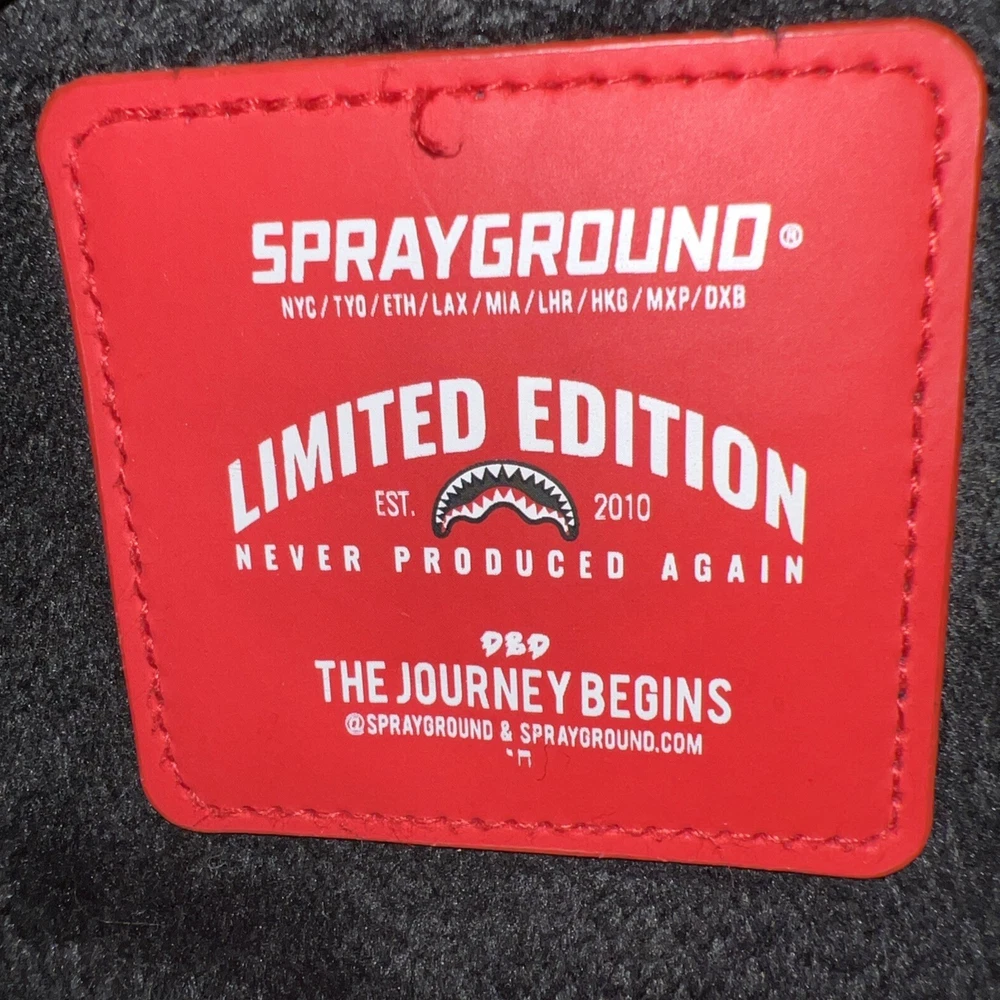 SPRAYGROUND®
NYC/TYO/ETH/LAX/MIA/LHR/HKG/MXP/DXB
LIMITED EDITION
EST. 2010
NEVER PRODUCED AGAIN
DBD
THE JOURNEY BEGINS
@SPRAYGROUND & SPRAYGROUND.COM
חי